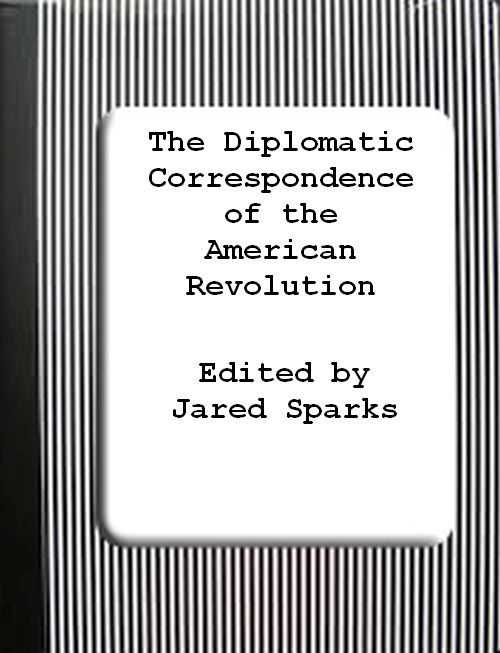 The Diplomatic
Correspondence
of the
American
Revolution
Edited by
Jared Sparks